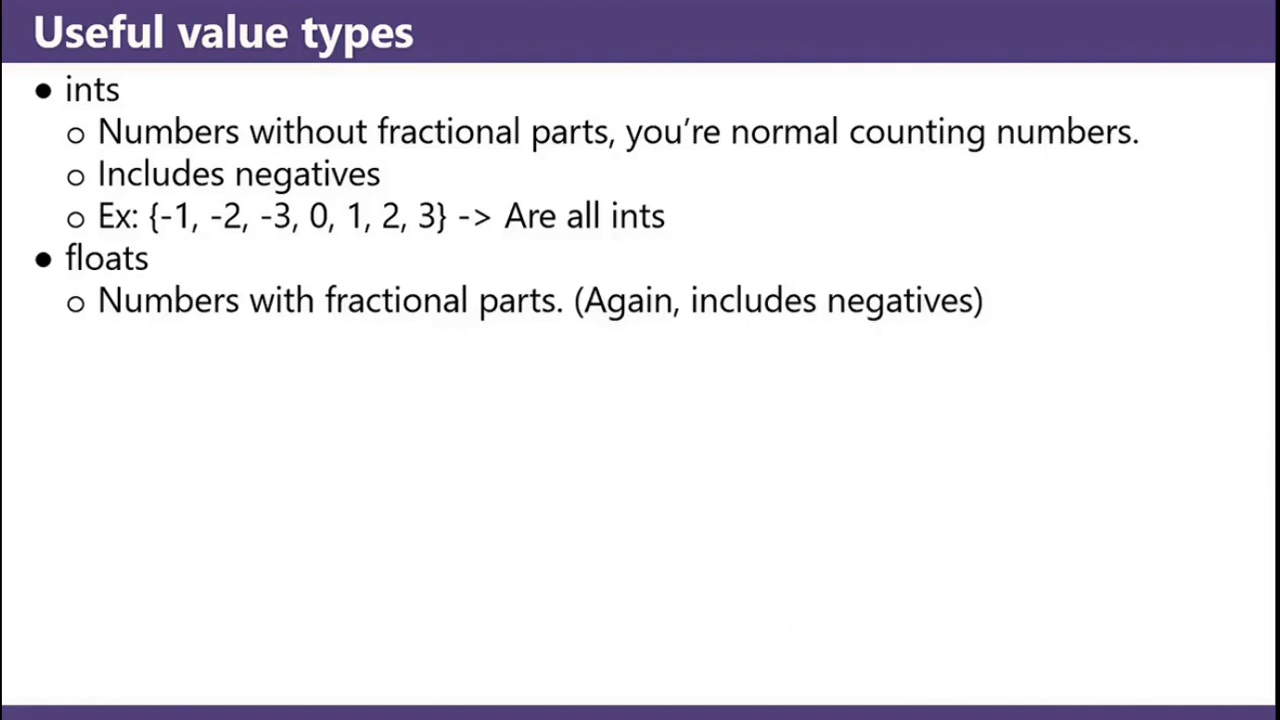 Useful value types
● ints
○ Numbers without fractional parts, you’re normal counting numbers.
○ Includes negatives
○ Ex: {-1, -2, -3, 0, 1, 2, 3} -> Are all ints
● floats
○ Numbers with fractional parts. (Again, includes negatives)